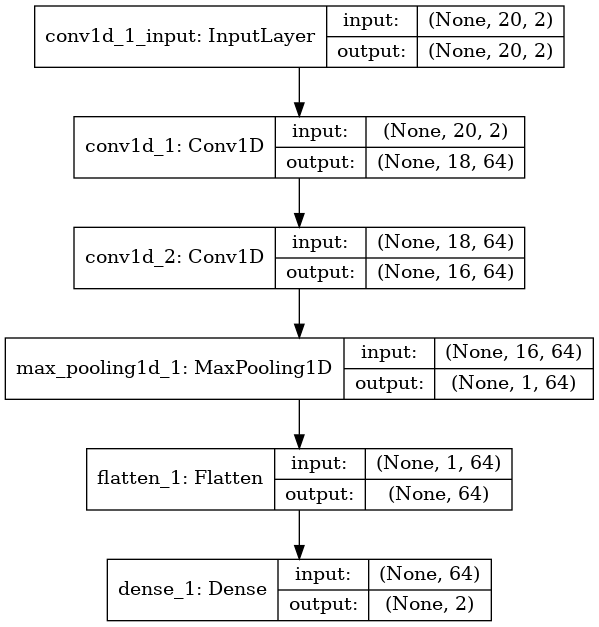 conv1d_1_input: InputLayer
input: (None, 20, 2)
output: (None, 20, 2)
conv1d_1: Conv1D
input: (None, 20, 2)
output: (None, 18, 64)
conv1d_2: Conv1D
input: (None, 18, 64)
output: (None, 16, 64)
max_pooling1d_1: MaxPooling1D
input: (None, 16, 64)
output: (None, 1, 64)
flatten_1: Flatten
input: (None, 1, 64)
output: (None, 64)
dense_1: Dense
input: (None, 64)
output: (None, 2)